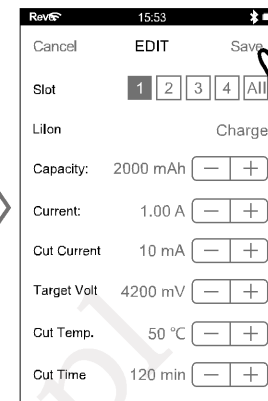 Rev 15:53
Cancel EDIT Save
Slot 1 2 3 4 All
LiIon Charge
Capacity: 2000 mAh − +
Current: 1.00 A − +
Cut Current 10 mA − +
Target Volt 4200 mV − +
Cut Temp. 50 °C − +
Cut Time 120 min − +